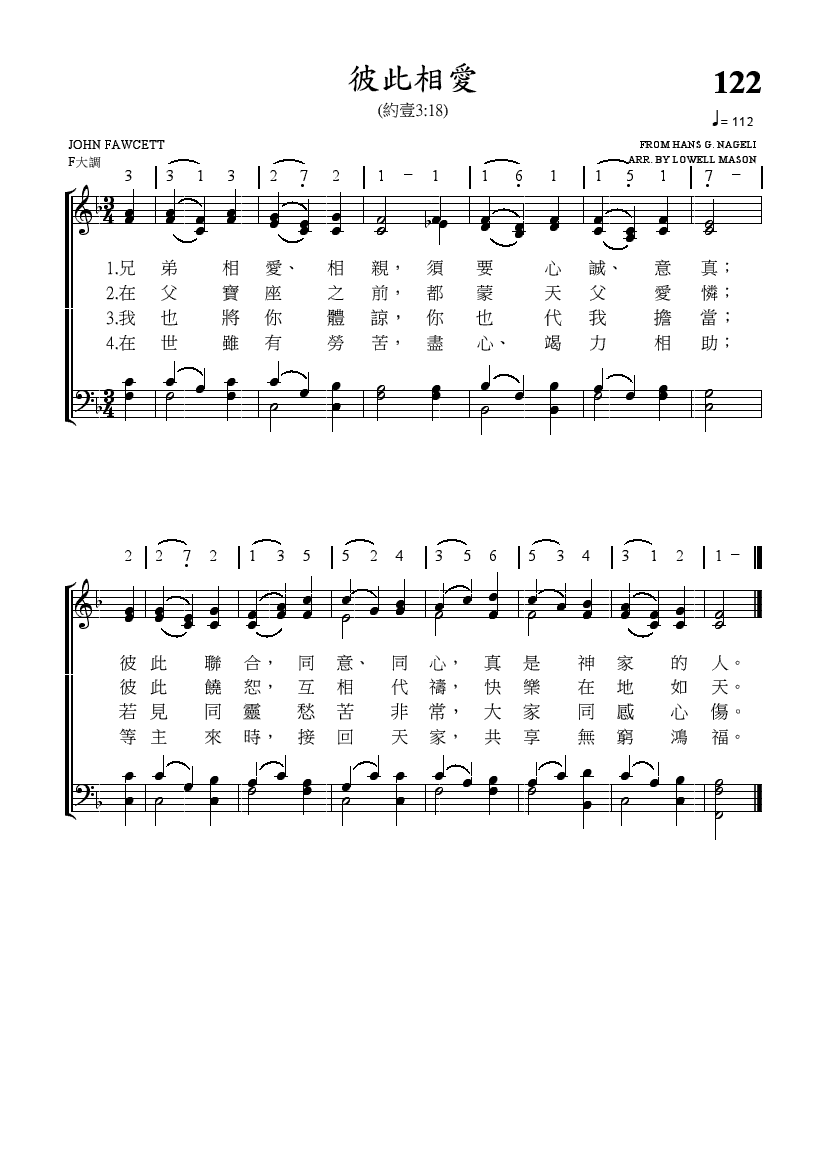 彼此相愛
122
(約壹3:18)
♩= 112
JOHN FAWCETT
FROM HANS G. NAGELI
F大調
ARR. BY LOWELL MASON
3 | 3 1 3 | 2 7 2 | 1 – 1 | 1 6 1 | 1 5 1 | 7 – |
3 4
1.兄弟相愛、相親，須要心誠、意真；
2.在父寶座之前，都蒙天父愛憐；
3.我也將你體諒，你也代我擔當；
4.在世雖有勞苦，盡心、竭力相助；
3 4
2 | 2 7 2 | 1 3 5 | 5 2 4 | 3 5 6 | 5 3 4 | 3 1 2 | 1 – ‖
彼此聯合，同意、同心，真是神家的人。
彼此饒恕，互相代禱，快樂在地如天。
若見同靈愁苦非常，大家同感心傷。
等主來時，接回天家，共享無窮鴻福。